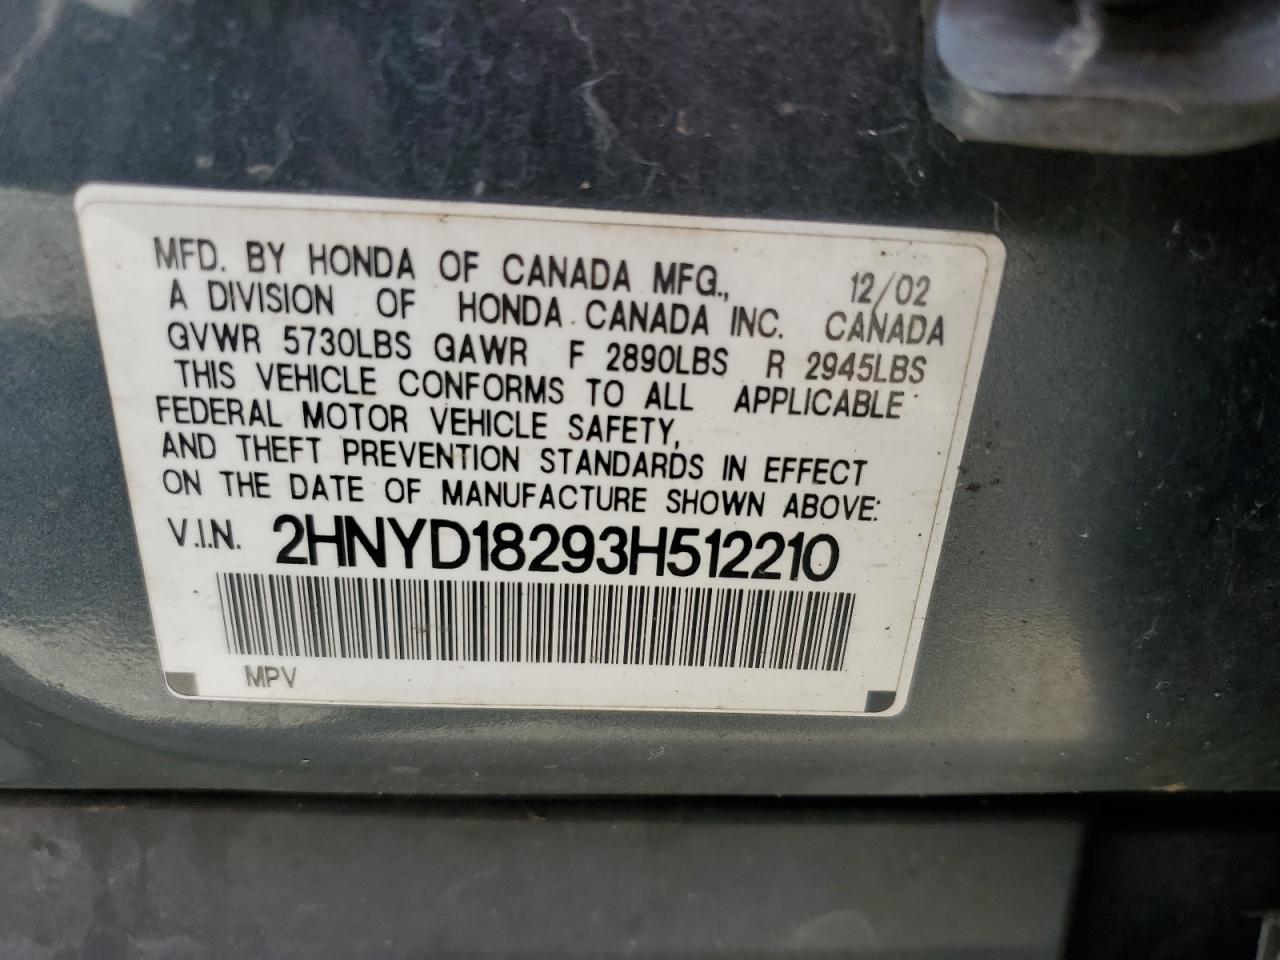 MFD. BY HONDA OF CANADA MFG., 12/02
A DIVISION OF HONDA CANADA INC. CANADA
GVWR 5730LBS GAWR F 2890LBS R 2945LBS
THIS VEHICLE CONFORMS TO ALL APPLICABLE
FEDERAL MOTOR VEHICLE SAFETY,
AND THEFT PREVENTION STANDARDS IN EFFECT
ON THE DATE OF MANUFACTURE SHOWN ABOVE:
V.I.N. 2HNYD18293H512210
MPV